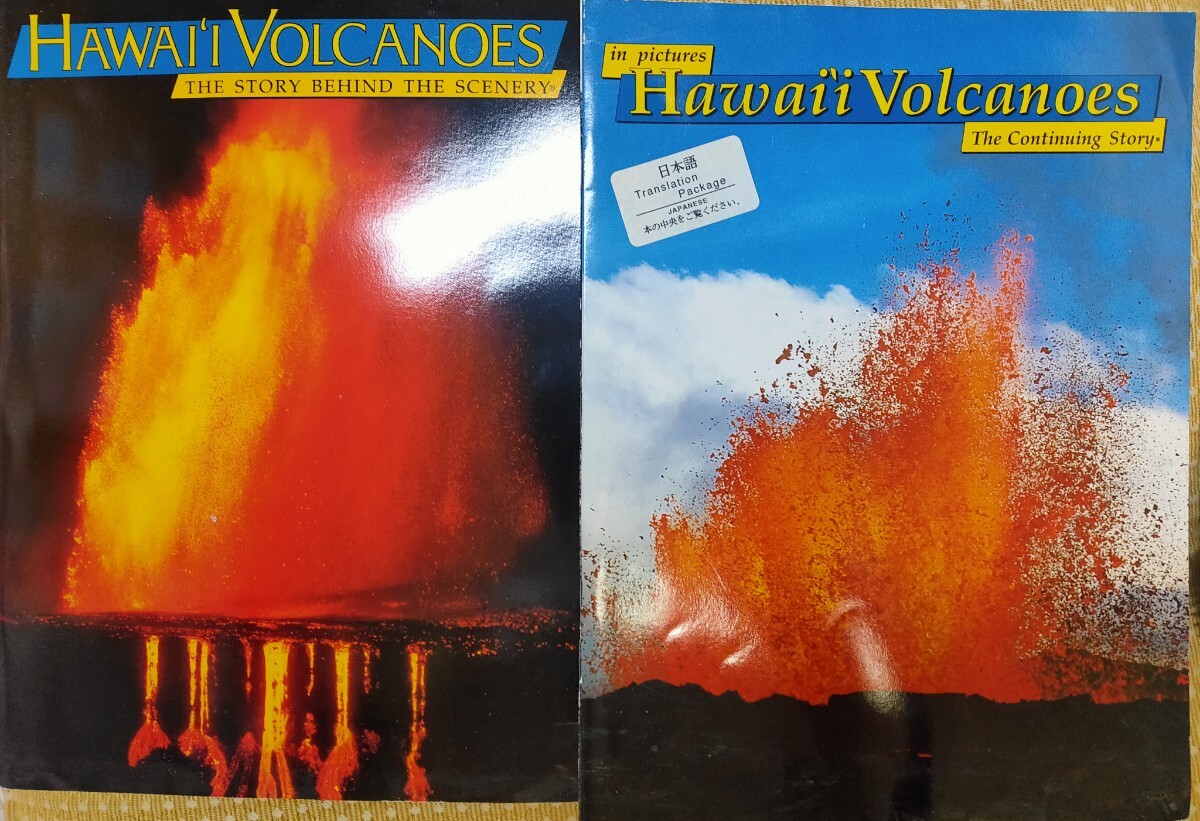 HAWAI'I VOLCANOES
THE STORY BEHIND THE SCENERY®
in pictures
Hawai'i Volcanoes
The Continuing Story®
日本語
Translation
Package
JAPANESE
本の中央をご覧ください。